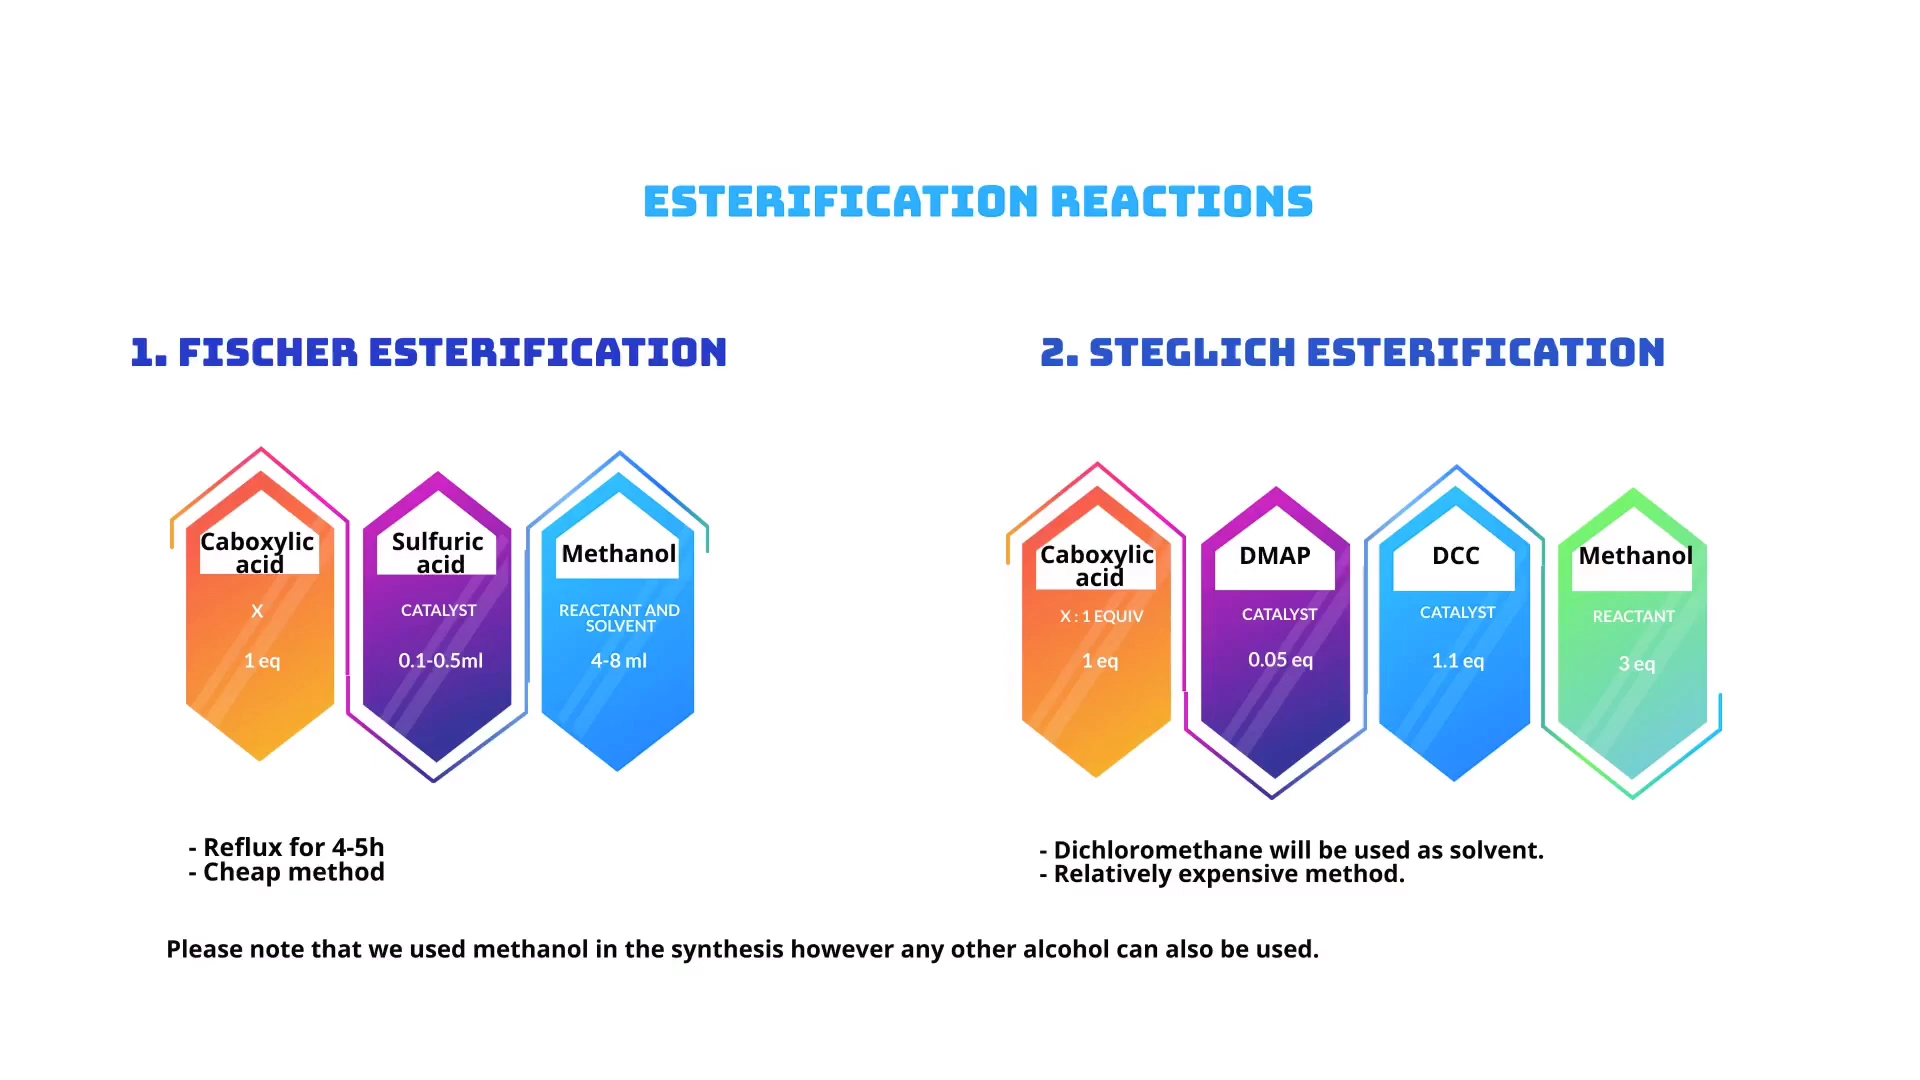 ESTERIFICATION REACTIONS
1. FISCHER ESTERIFICATION
Caboxylic
acid
X
1 eq
Sulfuric
acid
CATALYST
0.1-0.5ml
Methanol
REACTANT AND
SOLVENT
4-8 ml
- Reflux for 4-5h
- Cheap method
2. STEGLICH ESTERIFICATION
Caboxylic
acid
X : 1 EQUIV
1 eq
DMAP
CATALYST
0.05 eq
DCC
CATALYST
1.1 eq
Methanol
REACTANT
3 eq
- Dichloromethane will be used as solvent.
- Relatively expensive method.
Please note that we used methanol in the synthesis however any other alcohol can also be used.